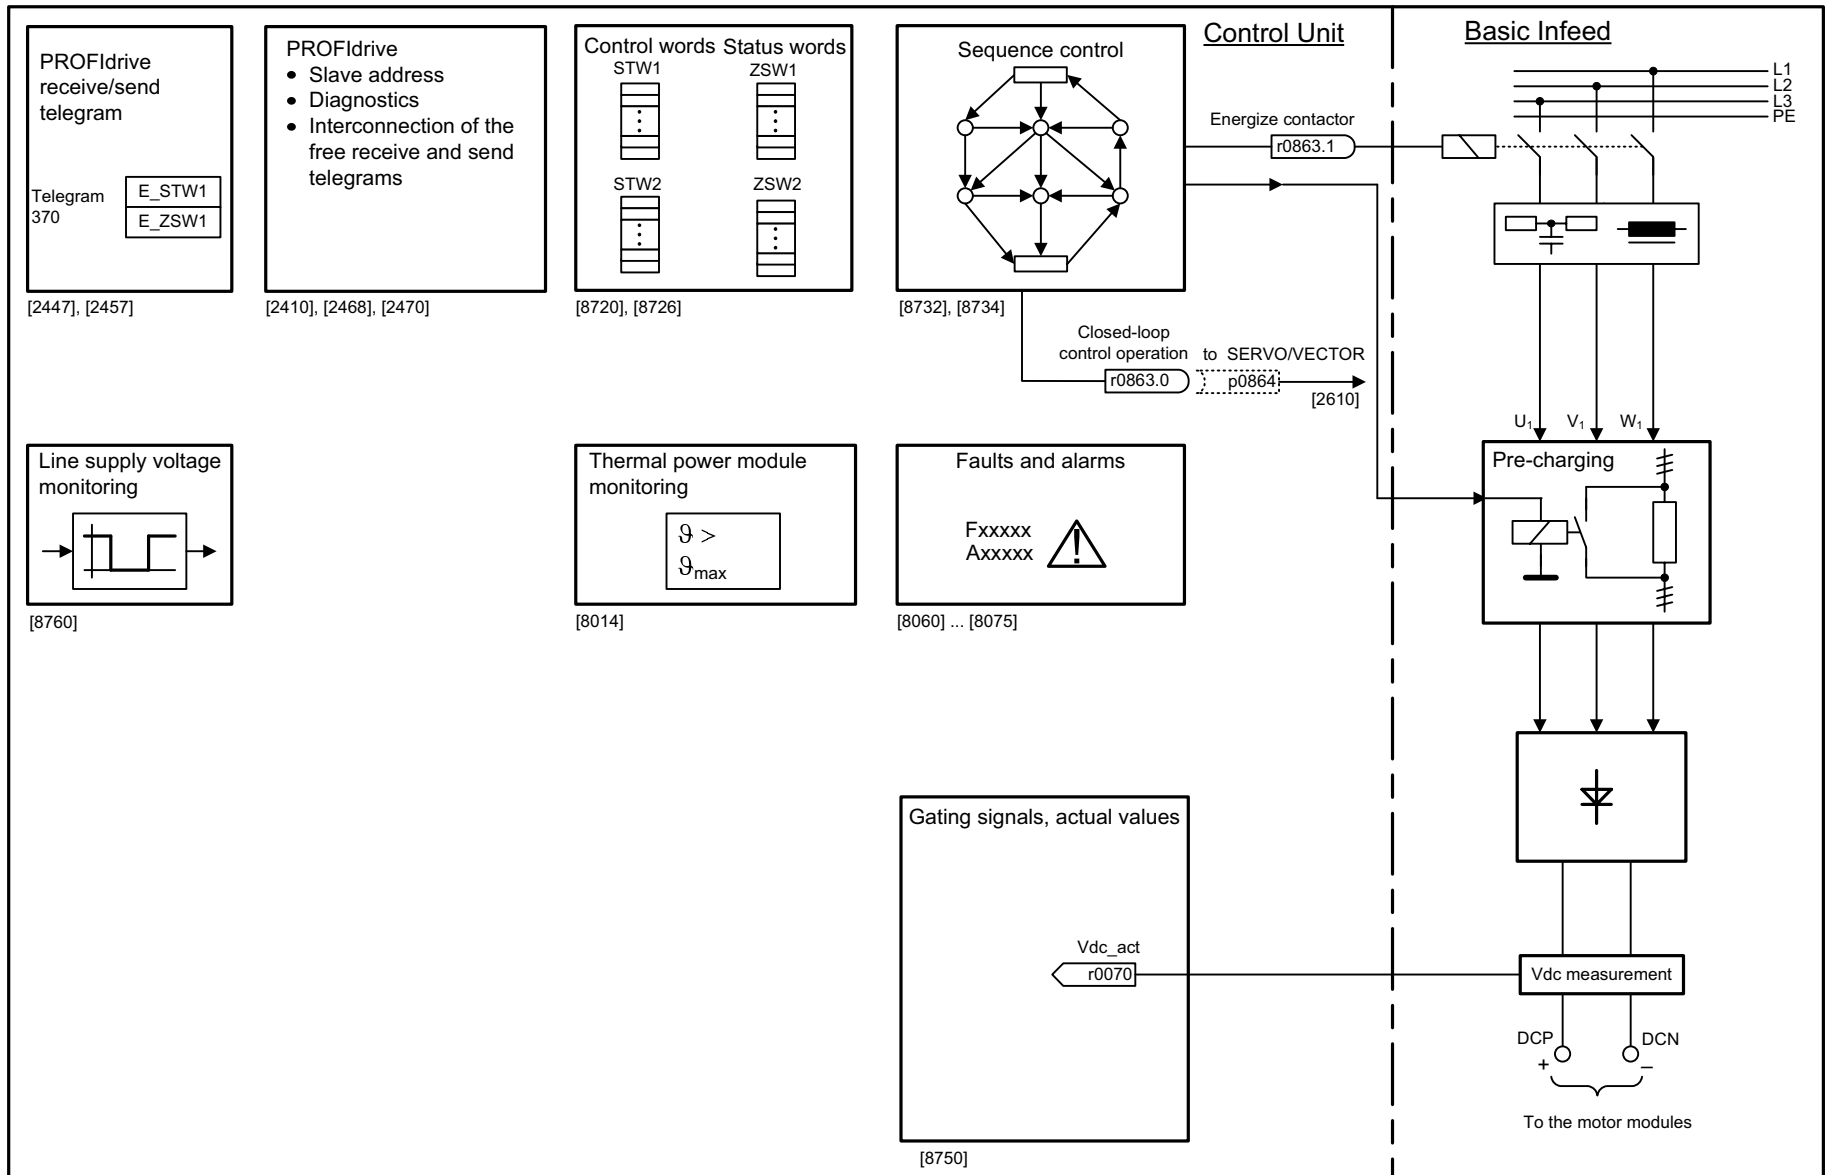 PROFIdrive
receive/send
telegram
Telegram
370
E_STW1
E_ZSW1
[2447], [2457]
PROFIdrive
• Slave address
• Diagnostics
• Interconnection of the
free receive and send
telegrams
[2410], [2468], [2470]
Control words Status words
STW1 ZSW1
STW2 ZSW2
[8720], [8726]
Sequence control
[8732], [8734]
Control Unit
Basic Infeed
L1
L2
L3
PE
Energize contactor
r0863.1
Closed-loop
control operation
r0863.0
to SERVO/VECTOR
p0864
[2610]
Line supply voltage
monitoring
[8760]
Thermal power module
monitoring
ϑ >
ϑmax
[8014]
Faults and alarms
Fxxxxx
Axxxxx
!
[8060] ... [8075]
U1 V1 W1
Pre-charging
Gating signals, actual values
Vdc_act
r0070
[8750]
Vdc measurement
DCP DCN
+ –
To the motor modules